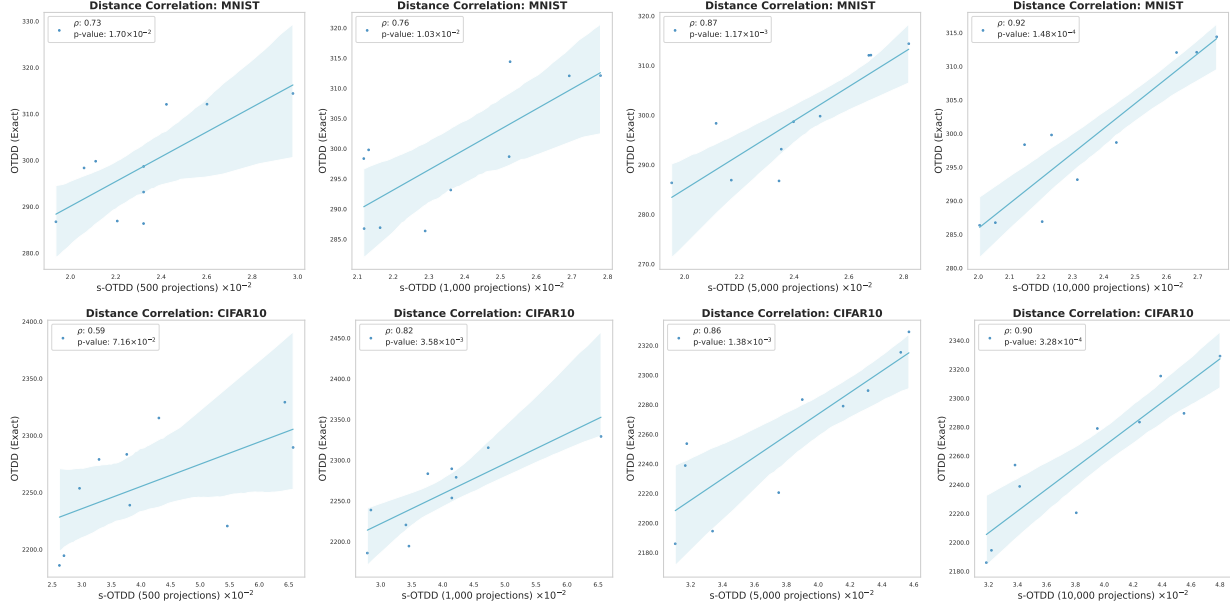 Distance Correlation: MNIST
ρ: 0.73
p-value: 1.70×10⁻²
330.0
320.0
310.0
300.0
290.0
280.0
OTDD (Exact)
2.0
2.2
2.4
2.6
2.8
3.0
s-OTDD (500 projections) ×10⁻²
Distance Correlation: MNIST
ρ: 0.76
p-value: 1.03×10⁻²
320.0
315.0
310.0
305.0
300.0
295.0
290.0
285.0
OTDD (Exact)
2.1
2.2
2.3
2.4
2.5
2.6
2.7
2.8
s-OTDD (1,000 projections) ×10⁻²
Distance Correlation: MNIST
ρ: 0.87
p-value: 1.17×10⁻³
320.0
310.0
300.0
290.0
280.0
270.0
OTDD (Exact)
2.0
2.2
2.4
2.6
2.8
s-OTDD (5,000 projections) ×10⁻²
Distance Correlation: MNIST
ρ: 0.92
p-value: 1.48×10⁻⁴
315.0
310.0
305.0
300.0
295.0
290.0
285.0
280.0
OTDD (Exact)
2.0
2.1
2.2
2.3
2.4
2.5
2.6
2.7
s-OTDD (10,000 projections) ×10⁻²
Distance Correlation: CIFAR10
ρ: 0.59
p-value: 7.16×10⁻²
2400.0
2350.0
2300.0
2250.0
2200.0
OTDD (Exact)
2.5
3.0
3.5
4.0
4.5
5.0
5.5
6.0
6.5
s-OTDD (500 projections) ×10⁻²
Distance Correlation: CIFAR10
ρ: 0.82
p-value: 3.58×10⁻³
2450.0
2400.0
2350.0
2300.0
2250.0
2200.0
OTDD (Exact)
3.0
3.5
4.0
4.5
5.0
5.5
6.0
6.5
s-OTDD (1,000 projections) ×10⁻²
Distance Correlation: CIFAR10
ρ: 0.86
p-value: 1.38×10⁻³
2320.0
2300.0
2280.0
2260.0
2240.0
2220.0
2200.0
2180.0
OTDD (Exact)
3.2
3.4
3.6
3.8
4.0
4.2
4.4
4.6
s-OTDD (5,000 projections) ×10⁻²
Distance Correlation: CIFAR10
ρ: 0.90
p-value: 3.28×10⁻⁴
2340.0
2320.0
2300.0
2280.0
2260.0
2240.0
2220.0
2200.0
2180.0
OTDD (Exact)
3.2
3.4
3.6
3.8
4.0
4.2
4.4
4.6
4.8
s-OTDD (10,000 projections) ×10⁻²